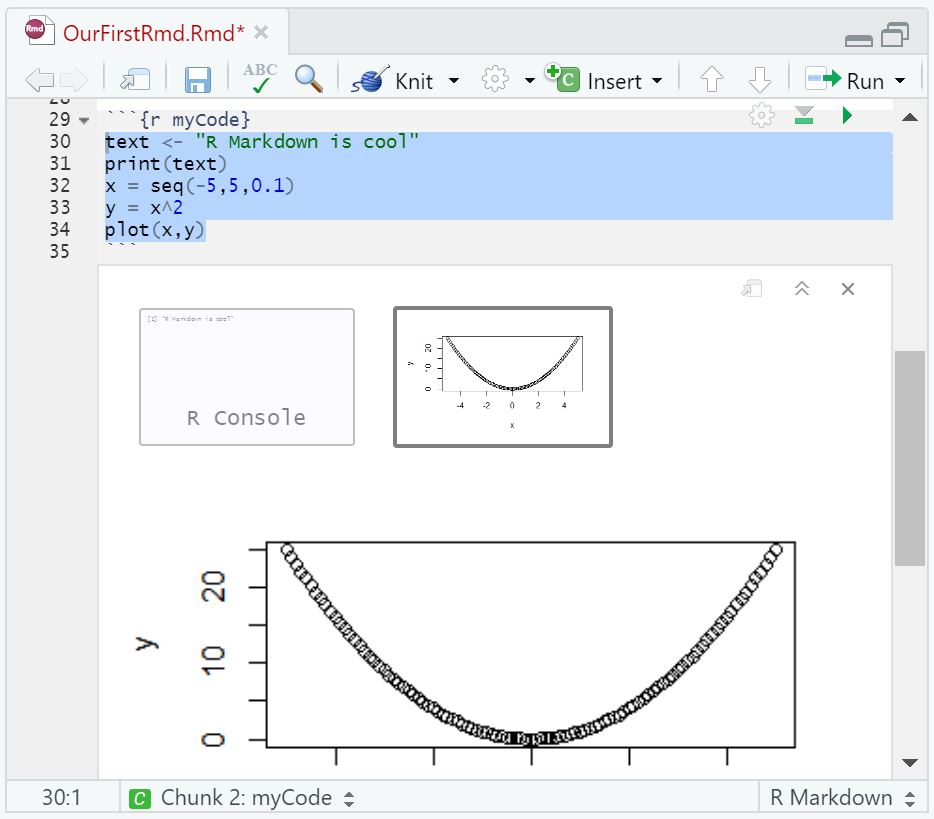 Rmd OurFirstRmd.Rmd*
ABC Knit C Insert Run
28
29 ```{r myCode}
30 text <- "R Markdown is cool"
31 print(text)
32 x = seq(-5,5,0.1)
33 y = x^2
34 plot(x,y)
35 ```
[1] "R Markdown is cool"
R Console
y
0 10 20
-4 -2 0 2 4
x
y
0 10 20
30:1 C Chunk 2: myCode R Markdown